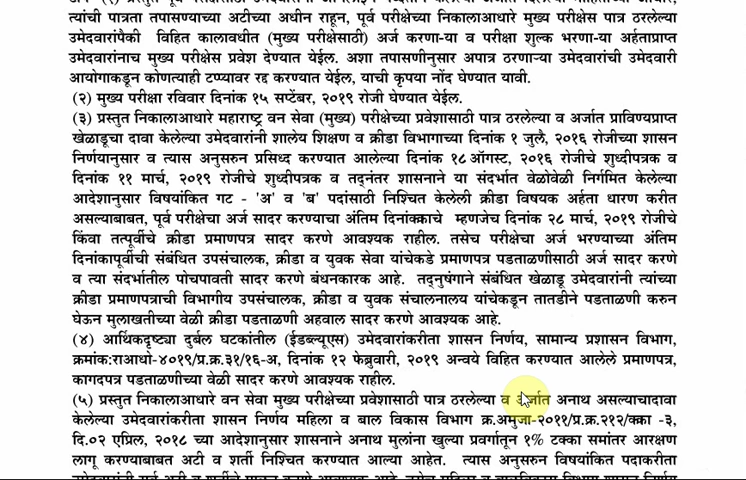 त्यांची पात्रता तपासण्याच्या अटीच्या अधीन राहून, पूर्व परीक्षेच्या निकालाआधारे मुख्य परीक्षेस पात्र ठरलेल्या
उमेदवारांपैकी विहित कालावधीत (मुख्य परीक्षेसाठी) अर्ज करणा-या व परीक्षा शुल्क भरणा-या अर्हताप्राप्त
उमेदवारांनाच मुख्य परीक्षेस प्रवेश देण्यात येईल. अशा तपासणीनुसार अपात्र ठरणाऱ्या उमेदवारांची उमेदवारी
आयोगाकडून कोणत्याही टप्प्यावर रद्द करण्यात येईल, याची कृपया नोंद घेण्यात यावी.
(२) मुख्य परीक्षा रविवार दिनांक १५ सप्टेंबर, २०१९ रोजी घेण्यात येईल.
(३) प्रस्तुत निकालाआधारे महाराष्ट्र वन सेवा (मुख्य) परीक्षेच्या प्रवेशासाठी पात्र ठरलेल्या व अर्जात प्राविण्यप्राप्त
खेळाडूचा दावा केलेल्या उमेदवारांनी शालेय शिक्षण व क्रीडा विभागाच्या दिनांक १ जुलै, २०१६ रोजीच्या शासन
निर्णयानुसार व त्यास अनुसरुन प्रसिध्द करण्यात आलेल्या दिनांक १८ ऑगस्ट, २०१६ रोजीचे शुध्दीपत्रक व
दिनांक ११ मार्च, २०१९ रोजीचे शुध्दीपत्रक व तद्नंतर शासनाने या संदर्भात वेळोवेळी निर्गमित केलेल्या
आदेशानुसार विषयांकित गट - 'अ' व 'ब' पदांसाठी निश्चित केलेली क्रीडा विषयक अर्हता धारण करीत
असल्याबाबत, पूर्व परीक्षेचा अर्ज सादर करण्याचा अंतिम दिनांकाचे म्हणजेच दिनांक २८ मार्च, २०१९ रोजीचे
किंवा तत्पूर्वीचे क्रीडा प्रमाणपत्र सादर करणे आवश्यक राहील. तसेच परीक्षेचा अर्ज भरण्याच्या अंतिम
दिनांकापूर्वीची संबंधित उपसंचालक, क्रीडा व युवक सेवा यांचेकडे प्रमाणपत्र पडताळणीसाठी अर्ज सादर करणे
व त्या संदर्भातील पोचपावती सादर करणे बंधनकारक आहे. तद्नुषंगाने संबंधित खेळाडू उमेदवारांनी त्यांच्या
क्रीडा प्रमाणपत्राची विभागीय उपसंचालक, क्रीडा व युवक संचालनालय यांचेकडून तातडीने पडताळणी करुन
घेऊन मुलाखतीच्या वेळी क्रीडा पडताळणी अहवाल सादर करणे आवश्यक आहे.
(४) आर्थिकदृष्ट्या दुर्बल घटकांतील (ईडब्ल्यूएस) उमेदवारांकरीता शासन निर्णय, सामान्य प्रशासन विभाग,
क्रमांक:राआधो-४०१९/प्र.क्र.३१/१६-अ, दिनांक १२ फेब्रुवारी, २०१९ अन्वये विहित करण्यात आलेले प्रमाणपत्र,
कागदपत्र पडताळणीच्या वेळी सादर करणे आवश्यक राहील.
(५) प्रस्तुत निकालाआधारे वन सेवा मुख्य परीक्षेच्या प्रवेशासाठी पात्र ठरलेल्या व अर्जात अनाथ असल्याचादावा
केलेल्या उमेदवारांकरीता शासन निर्णय महिला व बाल विकास विभाग क्र.अमुजा-२०११/प्र.क्र.२१२/क्का -३,
दि.०२ एप्रिल, २०१८ च्या आदेशानुसार शासनाने अनाथ मुलांना खुल्या प्रवर्गातून १% टक्का समांतर आरक्षण
लागू करण्याबाबत अटी व शर्ती निश्चित करण्यात आल्या आहेत. त्यास अनुसरुन विषयांकित पदाकरीता